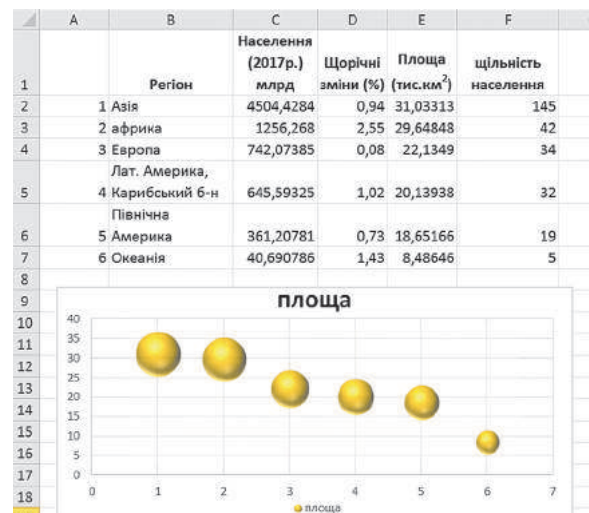 A B C D E F
1 Регіон Населення (2017р.) млрд Щорічні зміни (%) Площа (тис.км²) щільність населення
2 1 Азія 4504,4284 0,94 31,03313 145
3 2 африка 1256,268 2,55 29,64848 42
4 3 Европа 742,07385 0,08 22,1349 34
5 4 Лат. Америка, Карибський б-н 645,59325 1,02 20,13938 32
6 5 Північна Америка 361,20781 0,73 18,65166 19
7 6 Океанія 40,690786 1,43 8,48646 5
8
9
10
11
12
13
14
15
16
17
18
площа
40
35
30
25
20
15
10
5
0
0 1 2 3 4 5 6 7
площа